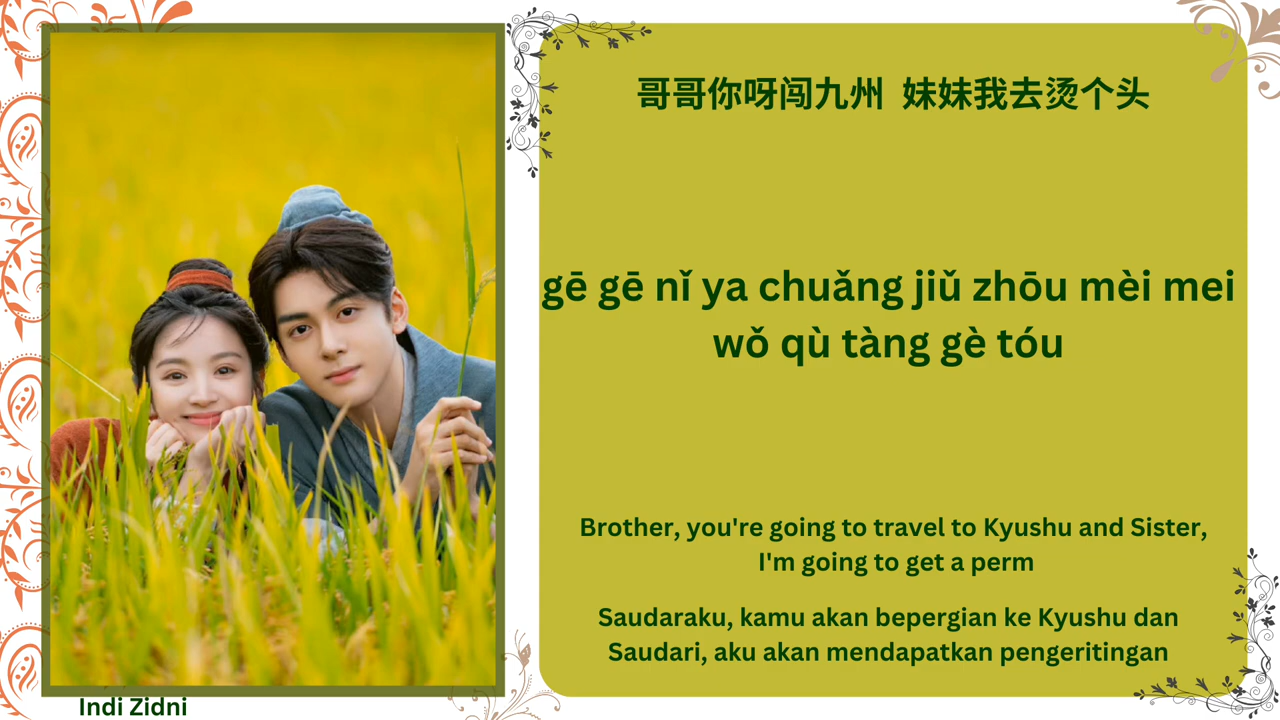 哥哥你呀闯九州 妹妹我去烫个头
gē gē nǐ ya chuǎng jiǔ zhōu mèi mei
wǒ qù tàng gè tóu
Brother, you're going to travel to Kyushu and Sister,
I'm going to get a perm
Saudaraku, kamu akan bepergian ke Kyushu dan
Saudari, aku akan mendapatkan pengeritingan
Indi Zidni